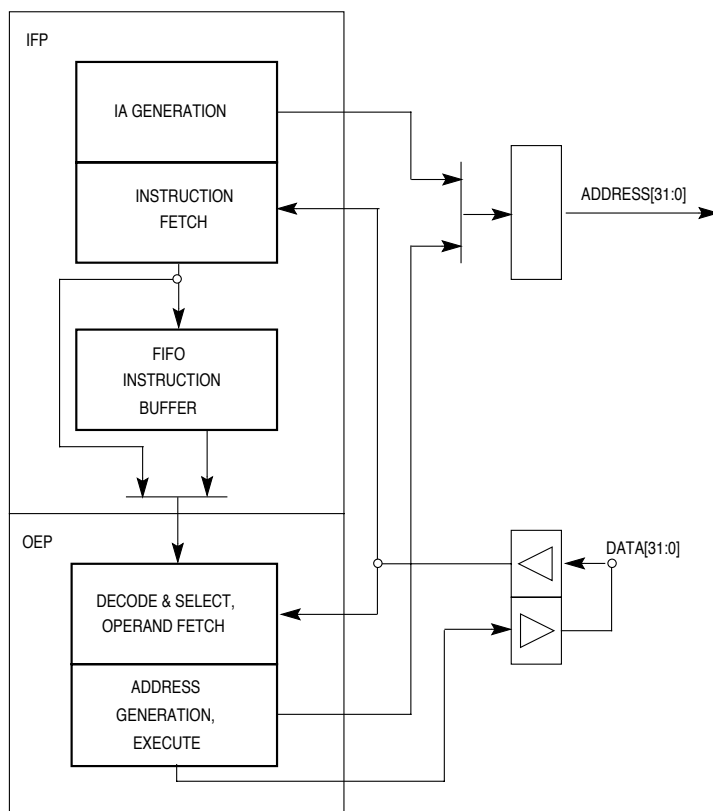 IFP
IA GENERATION
INSTRUCTION
FETCH
ADDRESS[31:0]
FIFO
INSTRUCTION
BUFFER
OEP
DATA[31:0]
DECODE & SELECT,
OPERAND FETCH
ADDRESS
GENERATION,
EXECUTE